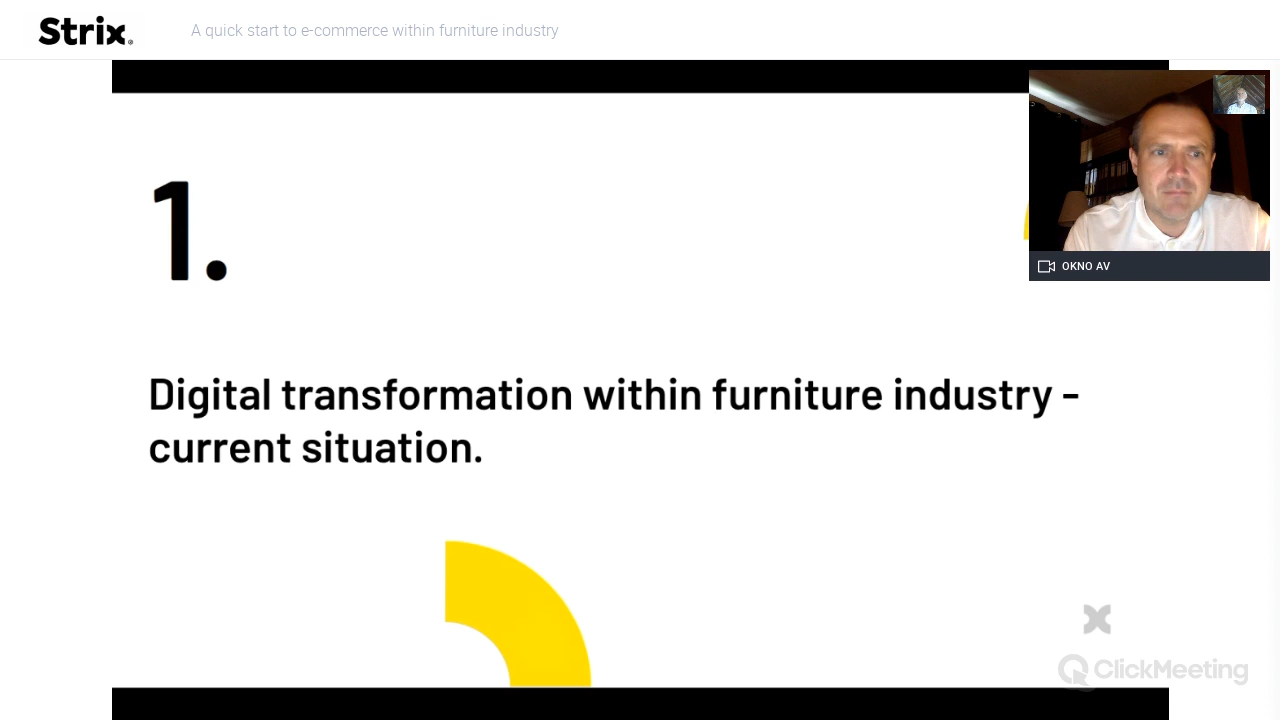 Strix®
A quick start to e-commerce within furniture industry
1.
OKNO AV
Digital transformation within furniture industry -
current situation.
ClickMeeting